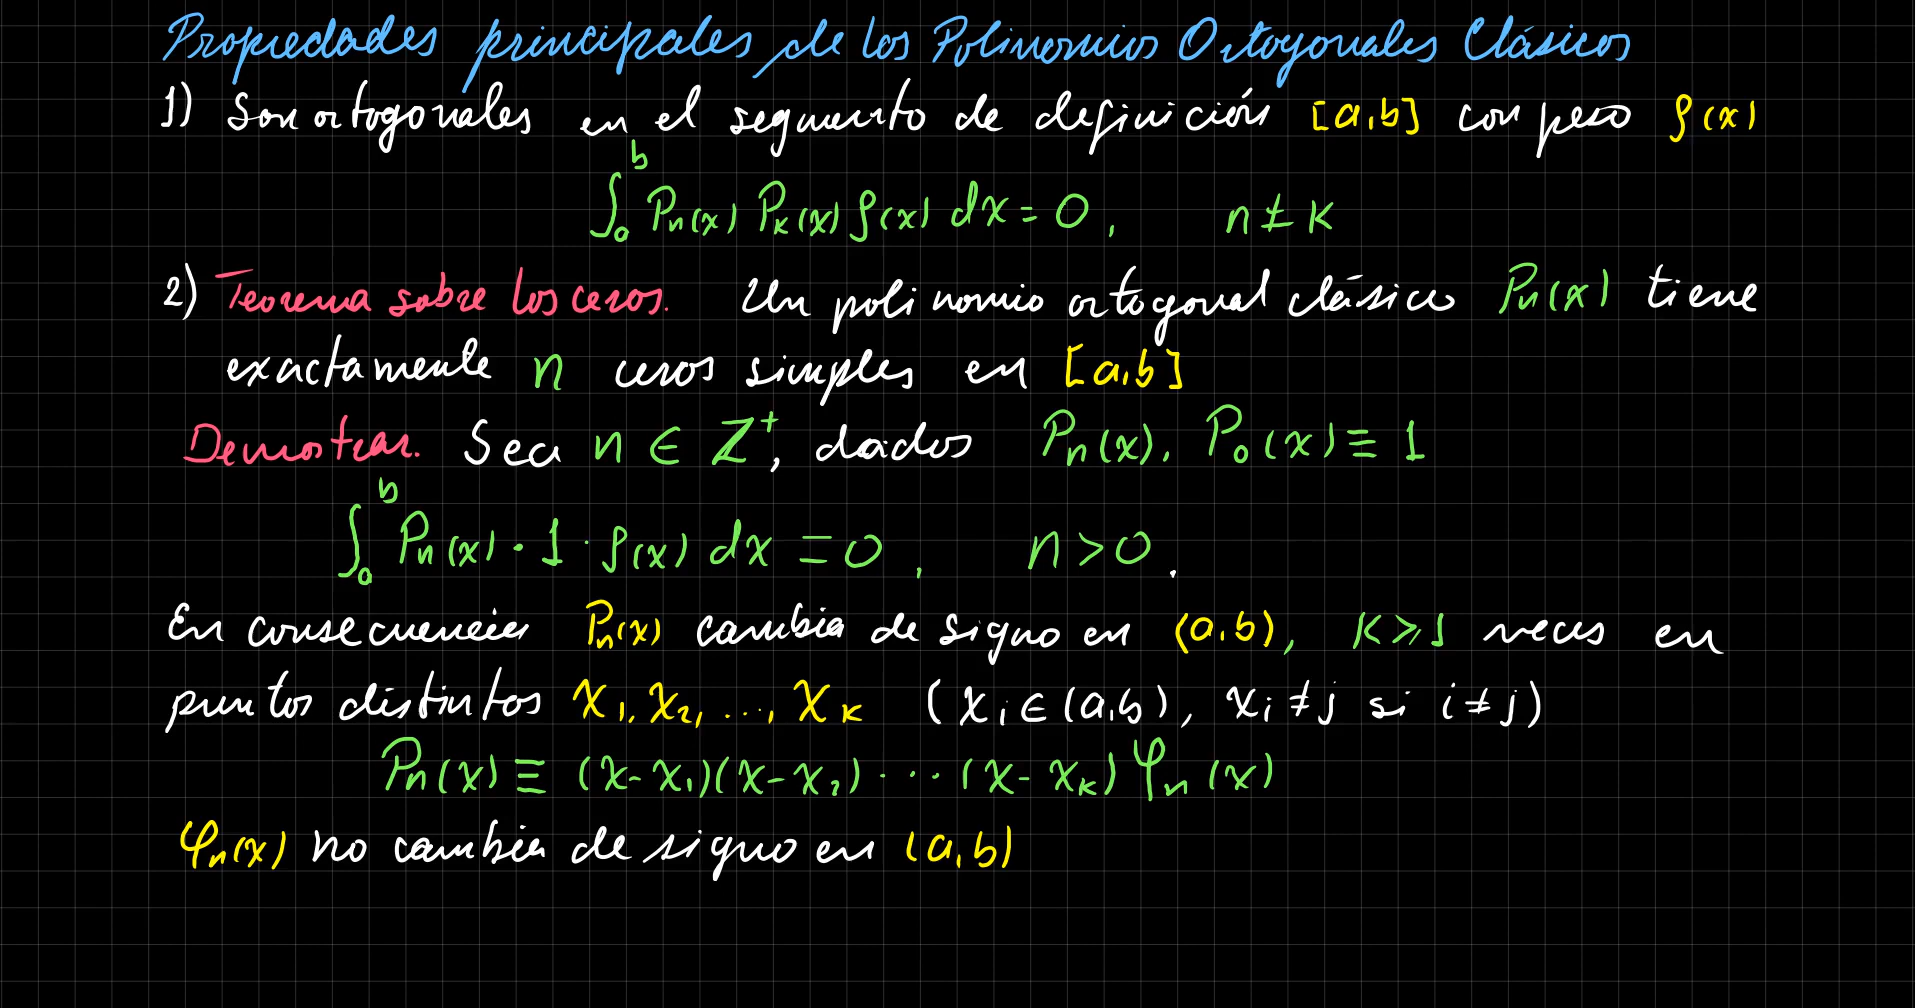 Propiedades principales de los Polinomios Ortogonales Clásicos
1) Son ortogonales en el segmento de definición [a,b] con peso ρ(x)
∫ₐᵇ Pₙ(x) Pₖ(x) ρ(x) dx = 0, n ≠ k
2) Teorema sobre los ceros. Un polinomio ortogonal clásico Pₙ(x) tiene
exactamente n ceros simples en [a,b]
Demostrar. Sea n ∈ Z⁺, dados Pₙ(x), P₀(x) ≡ 1
∫ₐᵇ Pₙ(x) · 1 · ρ(x) dx = 0, n > 0.
En consecuencia Pₙ(x) cambia de signo en (a,b), k ⩾ 1 veces en
puntos distintos x₁, x₂, ..., xₖ (xᵢ ∈ (a,b), xᵢ ≠ j si i ≠ j)
Pₙ(x) ≡ (x - x₁)(x - x₂) ··· (x - xₖ) φₙ(x)
φₙ(x) no cambia de signo en (a,b)